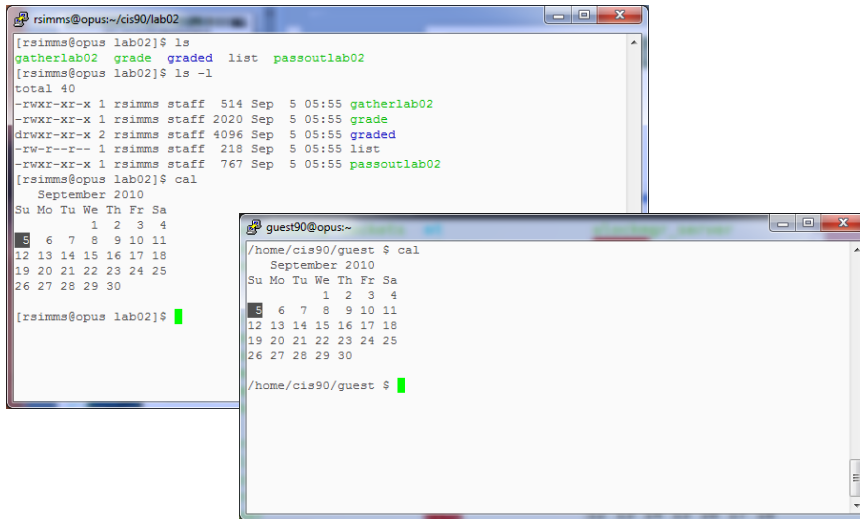 rsimms@opus:~/cis90/lab02
[rsimms@opus lab02]$ ls
gatherlab02 grade graded list passoutlab02
[rsimms@opus lab02]$ ls -l
total 40
-rwxr-xr-x 1 rsimms staff 514 Sep 5 05:55 gatherlab02
-rwxr-xr-x 1 rsimms staff 2020 Sep 5 05:55 grade
drwxr-xr-x 2 rsimms staff 4096 Sep 5 05:55 graded
-rw-r--r-- 1 rsimms staff 218 Sep 5 05:55 list
-rwxr-xr-x 1 rsimms staff 767 Sep 5 05:55 passoutlab02
[rsimms@opus lab02]$ cal
September 2010
Su Mo Tu We Th Fr Sa
1 2 3 4
5 6 7 8 9 10 11
12 13 14 15 16 17 18
19 20 21 22 23 24 25
26 27 28 29 30
[rsimms@opus lab02]$
guest90@opus:~
/home/cis90/guest $ cal
September 2010
Su Mo Tu We Th Fr Sa
1 2 3 4
5 6 7 8 9 10 11
12 13 14 15 16 17 18
19 20 21 22 23 24 25
26 27 28 29 30
/home/cis90/guest $